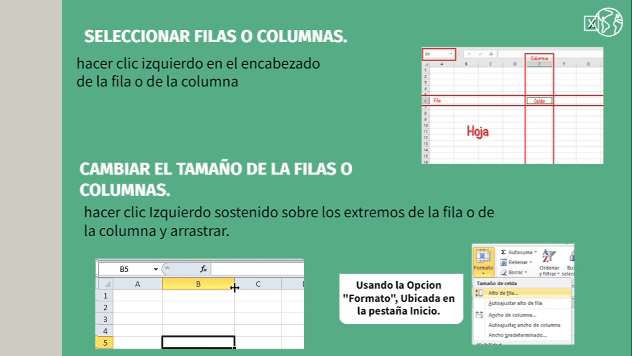 SELECCIONAR FILAS O COLUMNAS.
hacer clic izquierdo en el encabezado
de la fila o de la columna
Columna
Fila
Celda
Hoja
CAMBIAR EL TAMAÑO DE LA FILAS O
COLUMNAS.
hacer clic Izquierdo sostenido sobre los extremos de la fila o de
la columna y arrastrar.
B5 fx
A B C
1
2
3
4
5
Usando la Opcion
"Formato", Ubicada en
la pestaña Inicio.
Formato
Σ Autosuma
Rellenar
Borrar
Ordenar
y filtrar
Tamaño de celda
Alto de fila...
Autoajustar alto de fila
Ancho de columna...
Autoajustar ancho de columna
Ancho predeterminado...